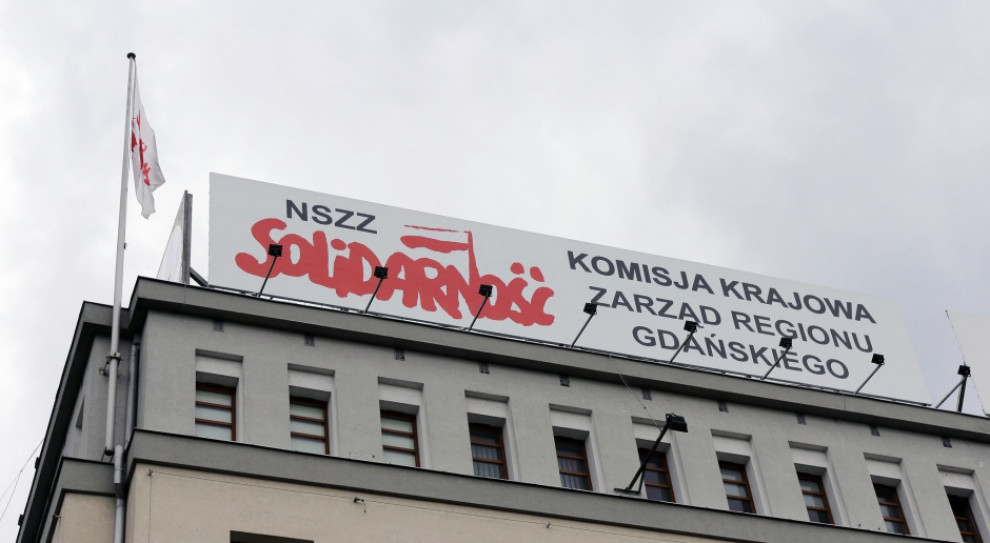 NSZZ
SOLiDARNOŚĆ
KOMISJA KRAJOWA
ZARZĄD REGIONU
GDAŃSKIEGO